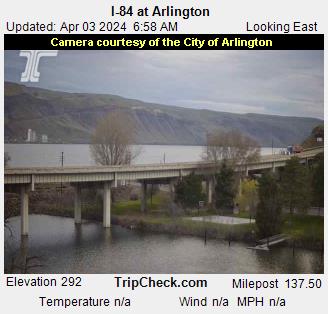 I-84 at Arlington
Updated: Apr 03 2024 6:58 AM Looking East
Camera courtesy of the City of Arlington
Elevation 292 TripCheck.com Milepost 137.50
Temperature n/a Wind n/a MPH n/a